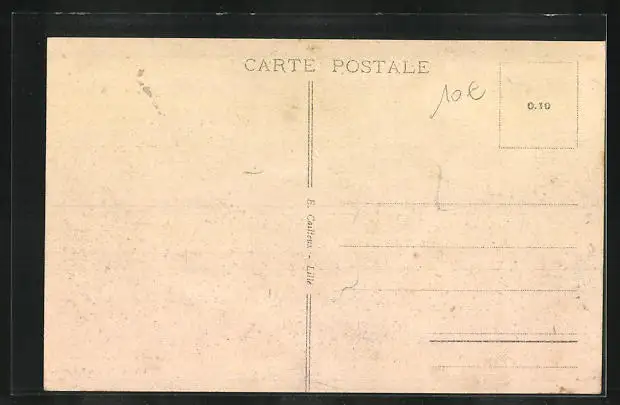 CARTE POSTALE
10€
0.10
E. Cailteux - Lille